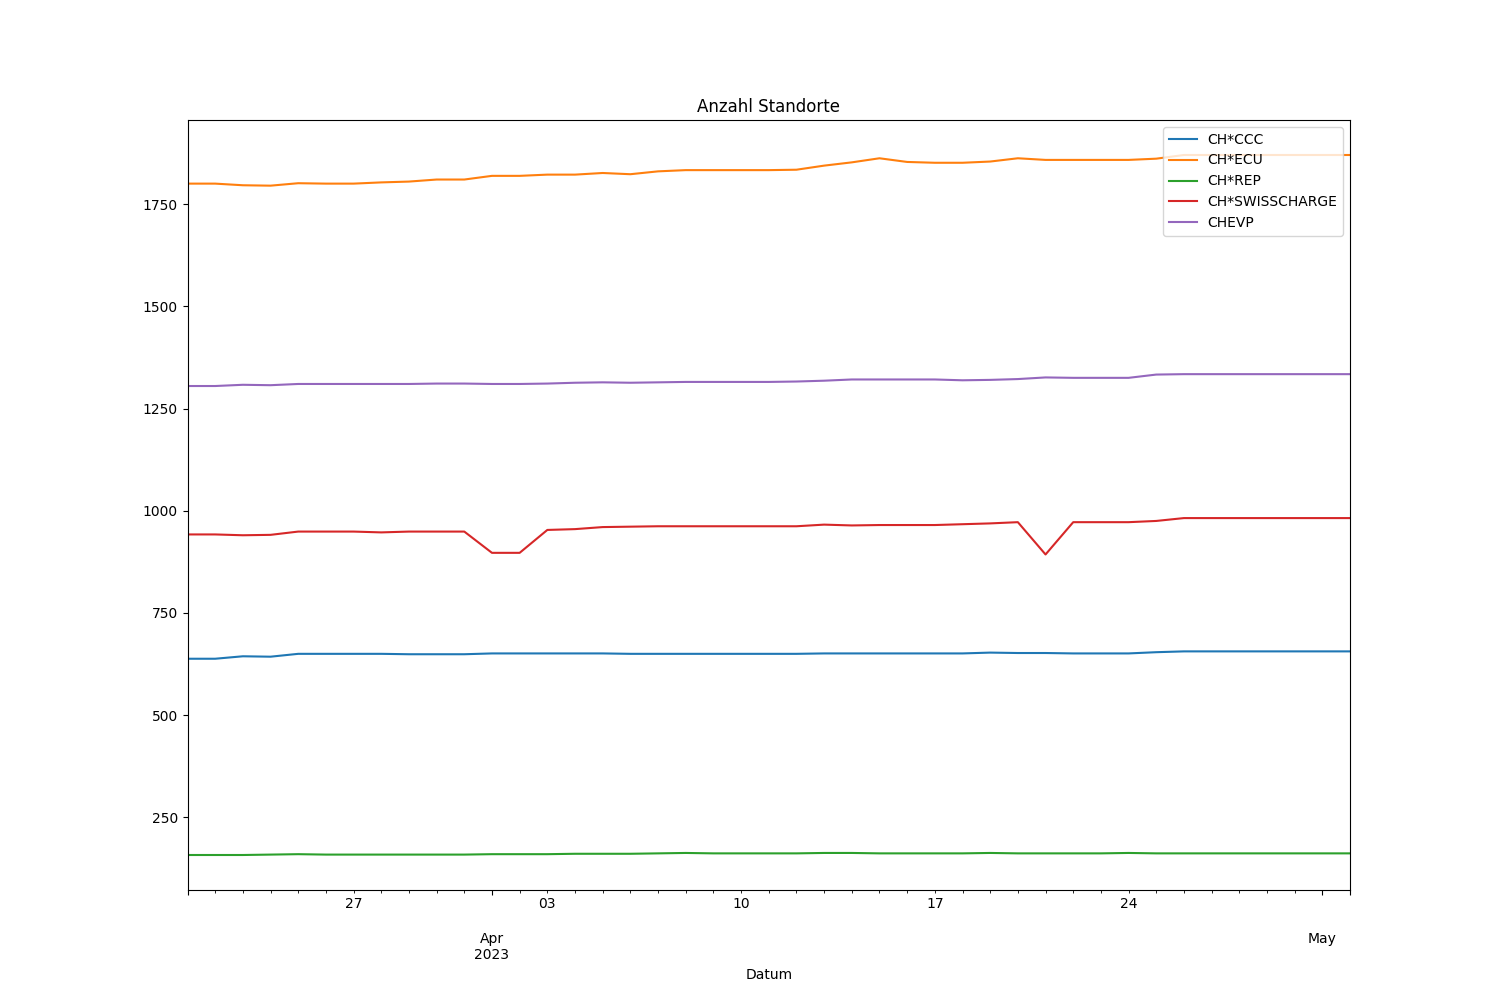 Anzahl Standorte
CH*CCC
CH*ECU
CH*REP
CH*SWISSCHARGE
CHEVP
1750
1500
1250
1000
750
500
250
27
03
10
17
24
Apr
2023
May
Datum